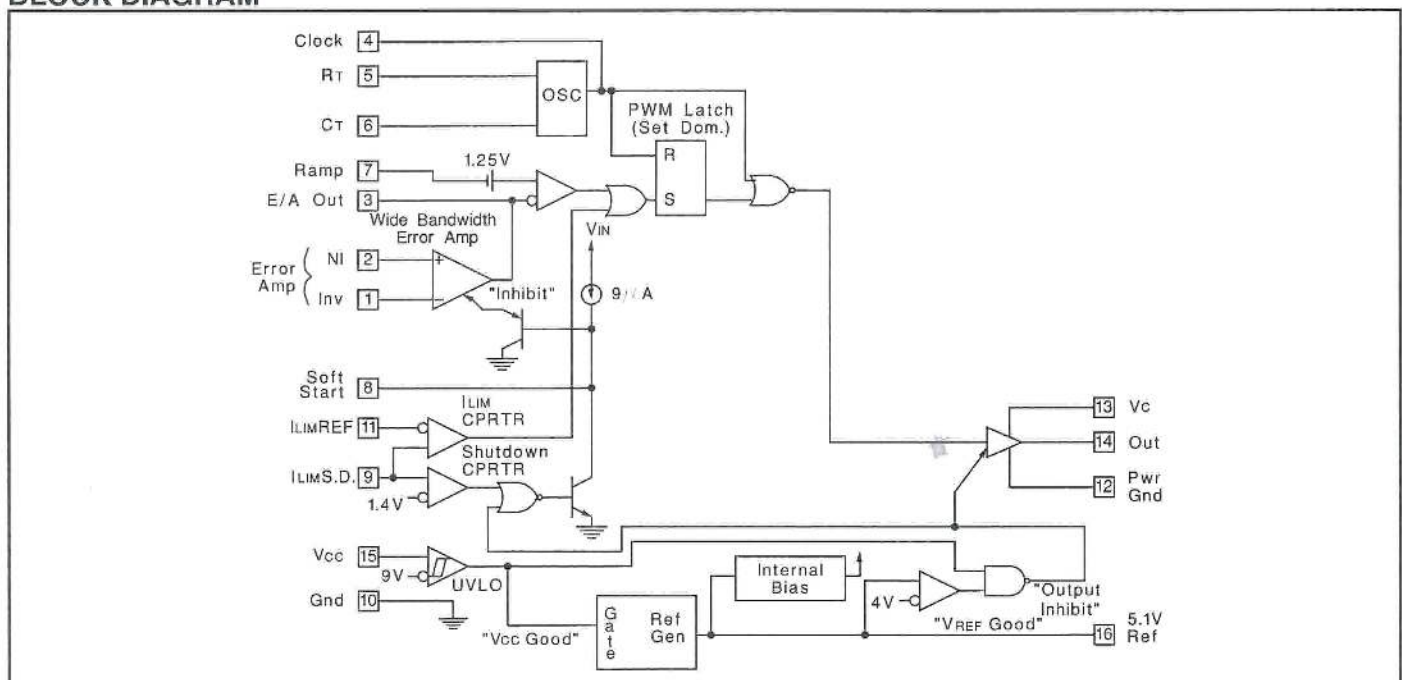 BLOCK DIAGRAM
Clock 4
RT 5
OSC
CT 6
PWM Latch
(Set Dom.)
R
S
Ramp 7
1.25V
E/A Out 3
Wide Bandwidth
Error Amp
Error
Amp
NI 2
+
Inv 1
−
"Inhibit"
VIN
Soft
Start 8
ILIM
CPRTR
ILIMREF 11
Shutdown
CPRTR
ILIMS.D. 9
1.4V
13 Vc
14 Out
12 Pwr
Gnd
Vcc 15
9V
UVLO
Gnd 10
"Vcc Good"
Gate
Ref
Gen
Internal
Bias
4V
"VREF Good"
"Output
Inhibit"
16 5.1V
Ref